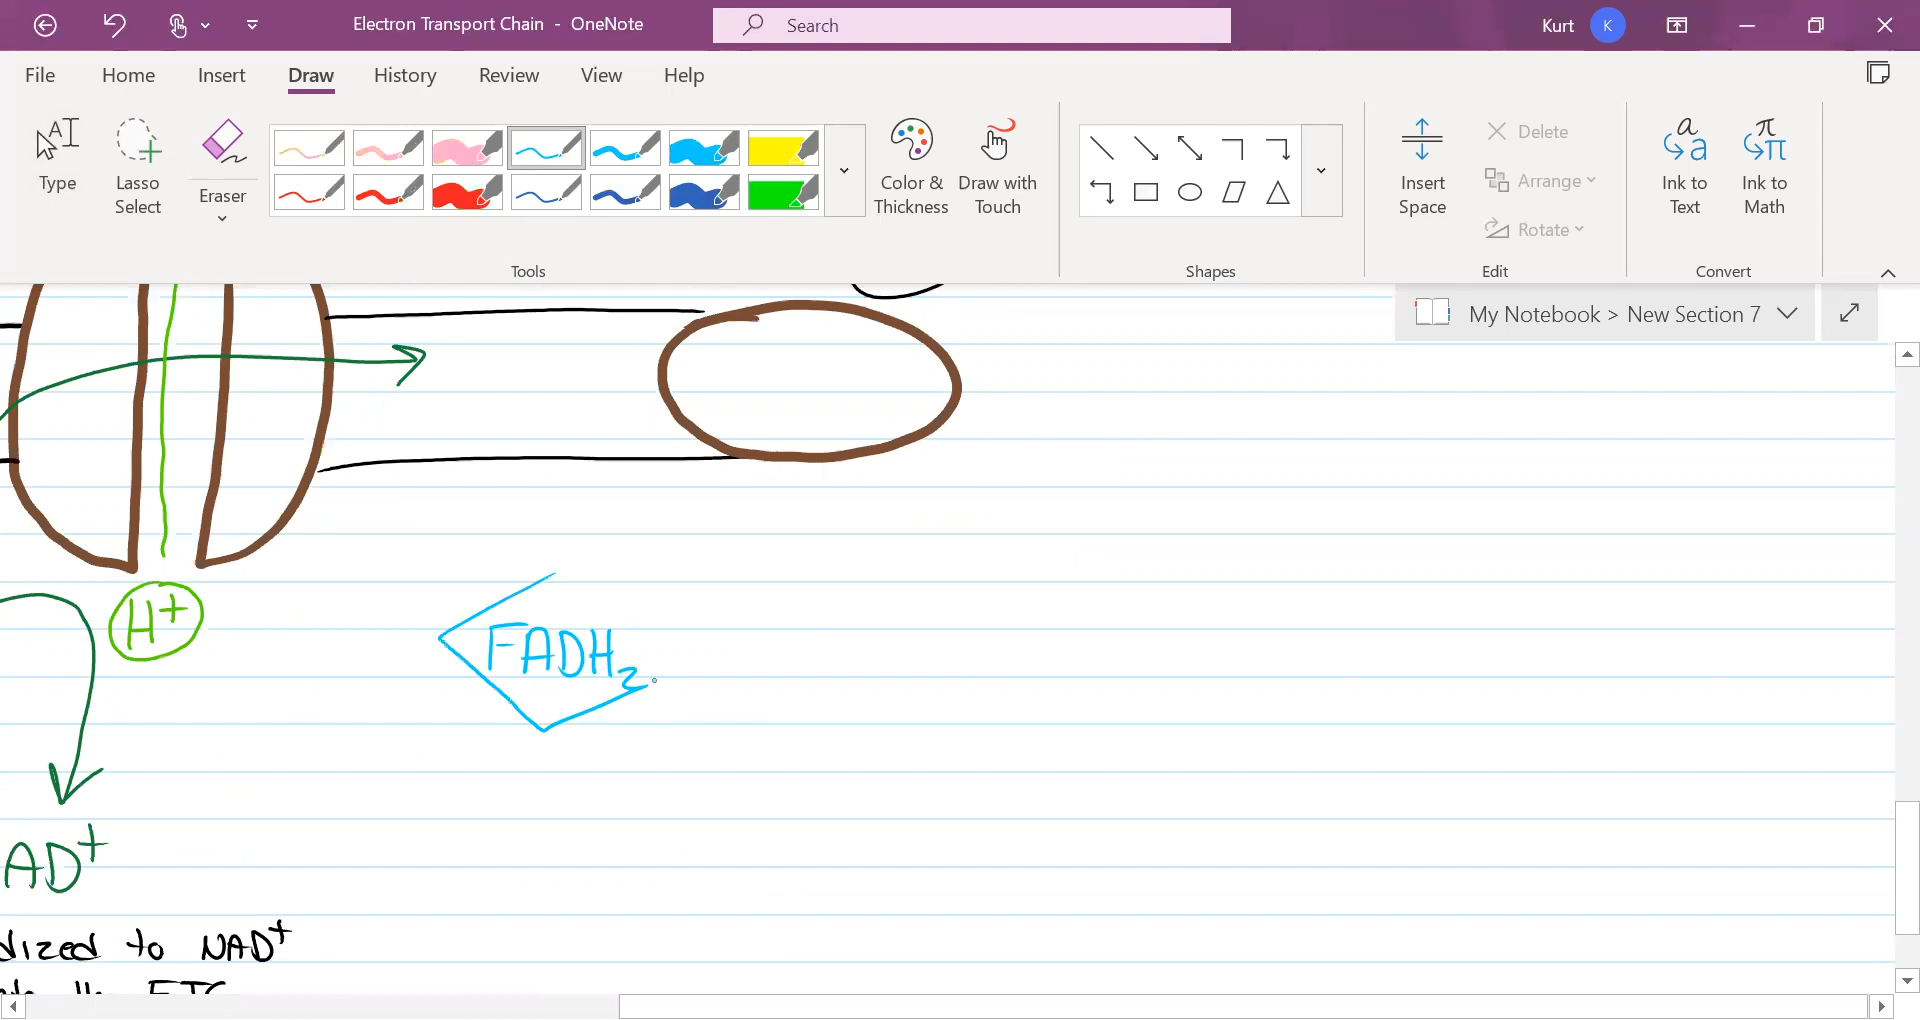 Electron Transport Chain - OneNote
Search
Kurt
K
File
Home
Insert
Draw
History
Review
View
Help
Type
Lasso
Select
Eraser
Color &
Thickness
Draw with
Touch
Tools
Shapes
Insert
Space
Delete
Arrange
Rotate
Edit
Ink to
Text
Ink to
Math
Convert
My Notebook > New Section 7
H+
FADH2
AD+
dized to NAD+
ETC